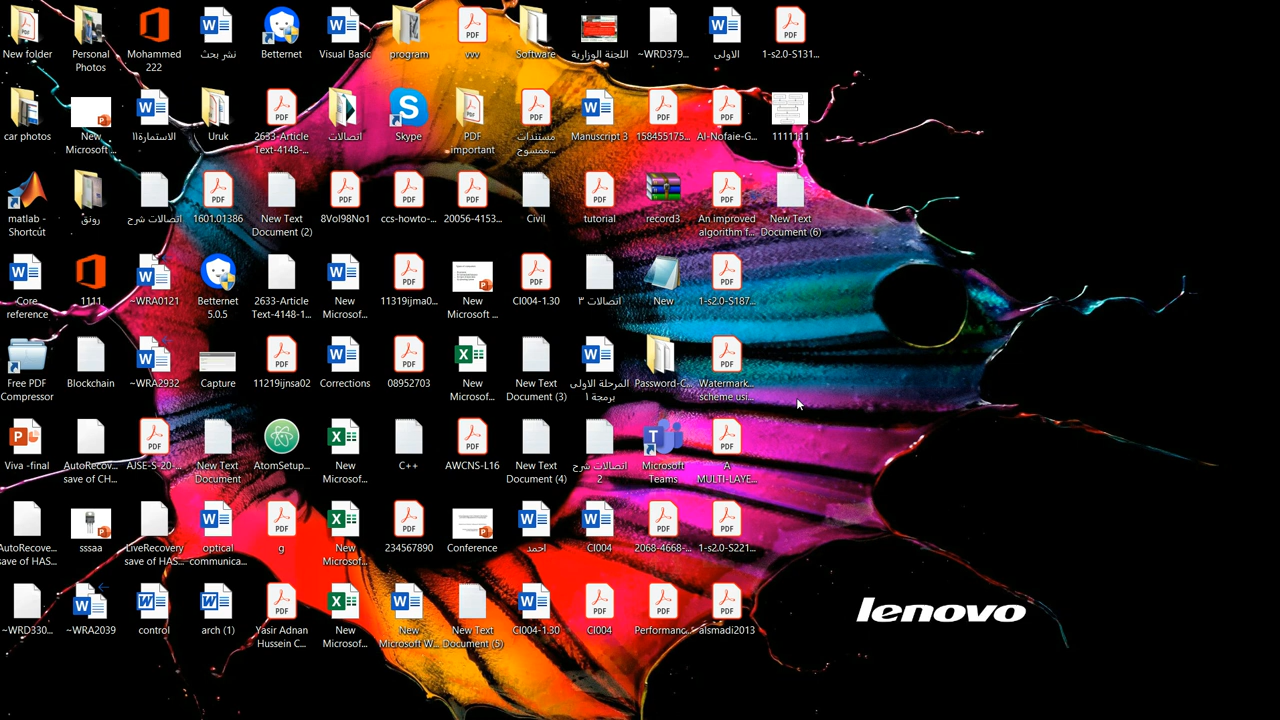 New folder
Personal
Photos
Mohammed
222
نشر بحث
Betternet
Visual Basic
program
vvv
Software
اللجنة الوزارية
~WRD379...
الاولى
1-s2.0-S131...
car photos
New
Microsoft ...
الاستمارة١١
Uruk
2633-Article
Text-4148-...
اتصالات
Skype
PDF
important
مستندات
ممسوح...
Manuscript 3
158455175...
Al-Nofaie-G...
1111111
matlab -
Shortcut
رونق
اتصالات شرح
1601.01386
New Text
Document (2)
8Vol98No1
ccs-howto-...
20056-4153...
Civil
tutorial
record3
An improved
algorithm f...
New Text
Document (6)
Core
reference
1111
~WRA0121
Betternet
5.0.5
2633-Article
Text-4148-1...
New
Microsof...
11319ijma0...
New
Microsoft ...
CI004-1.30
اتصالات ٣
New
1-s2.0-S187...
Free PDF
Compressor
Blockchain
~WRA2932
Capture
11219ijnsa02
Corrections
08952703
New
Microsof...
New Text
Document (3)
المرحلة الاولى
برمجة ١
Password-C...
Watermark...
scheme usi...
Viva -final
AutoRecov...
save of CH...
AJSE-S-20-...
New Text
Document
AtomSetup...
New
Microsof...
C++
AWCNS-L16
New Text
Document (4)
اتصالات شرح
2
Microsoft
Teams
A
MULTI-LAYE...
AutoRecove...
save of HAS...
sssaa
LiveRecovery
save of HAS...
optical
communica...
g
New
Microsof...
234567890
Conference
احمد
CI004
2068-4668-...
1-s2.0-S221...
~WRD330...
~WRA2039
control
arch (1)
Yasir Adnan
Hussein C...
New
Microsof...
New
Microsoft W...
New Text
Document (5)
CI004-1.30
CI004
Performanc...
alsmadi2013
lenovo